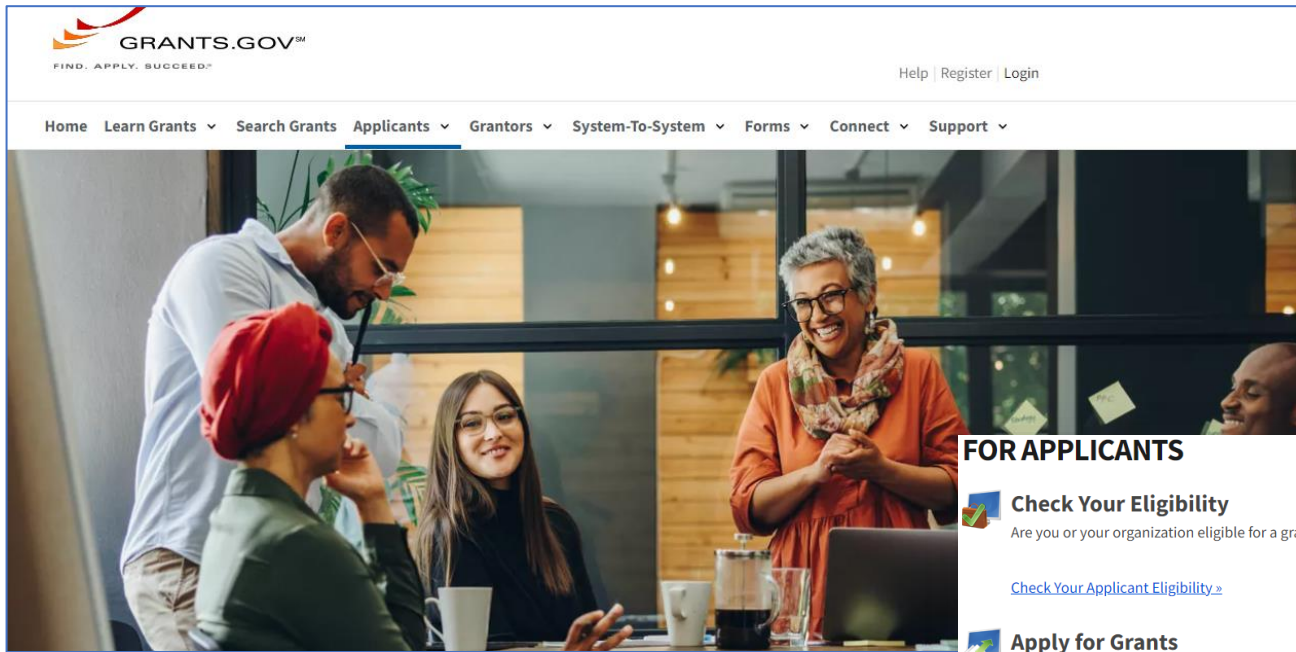 GRANTS.GOV℠
FIND. APPLY. SUCCEED.℠
Help | Register | Login
Home Learn Grants Search Grants Applicants Grantors System-To-System Forms Connect Support
FOR APPLICANTS
Check Your Eligibility
Are you or your organization eligible for a
Check Your Applicant Eligibility »
Apply for Grants